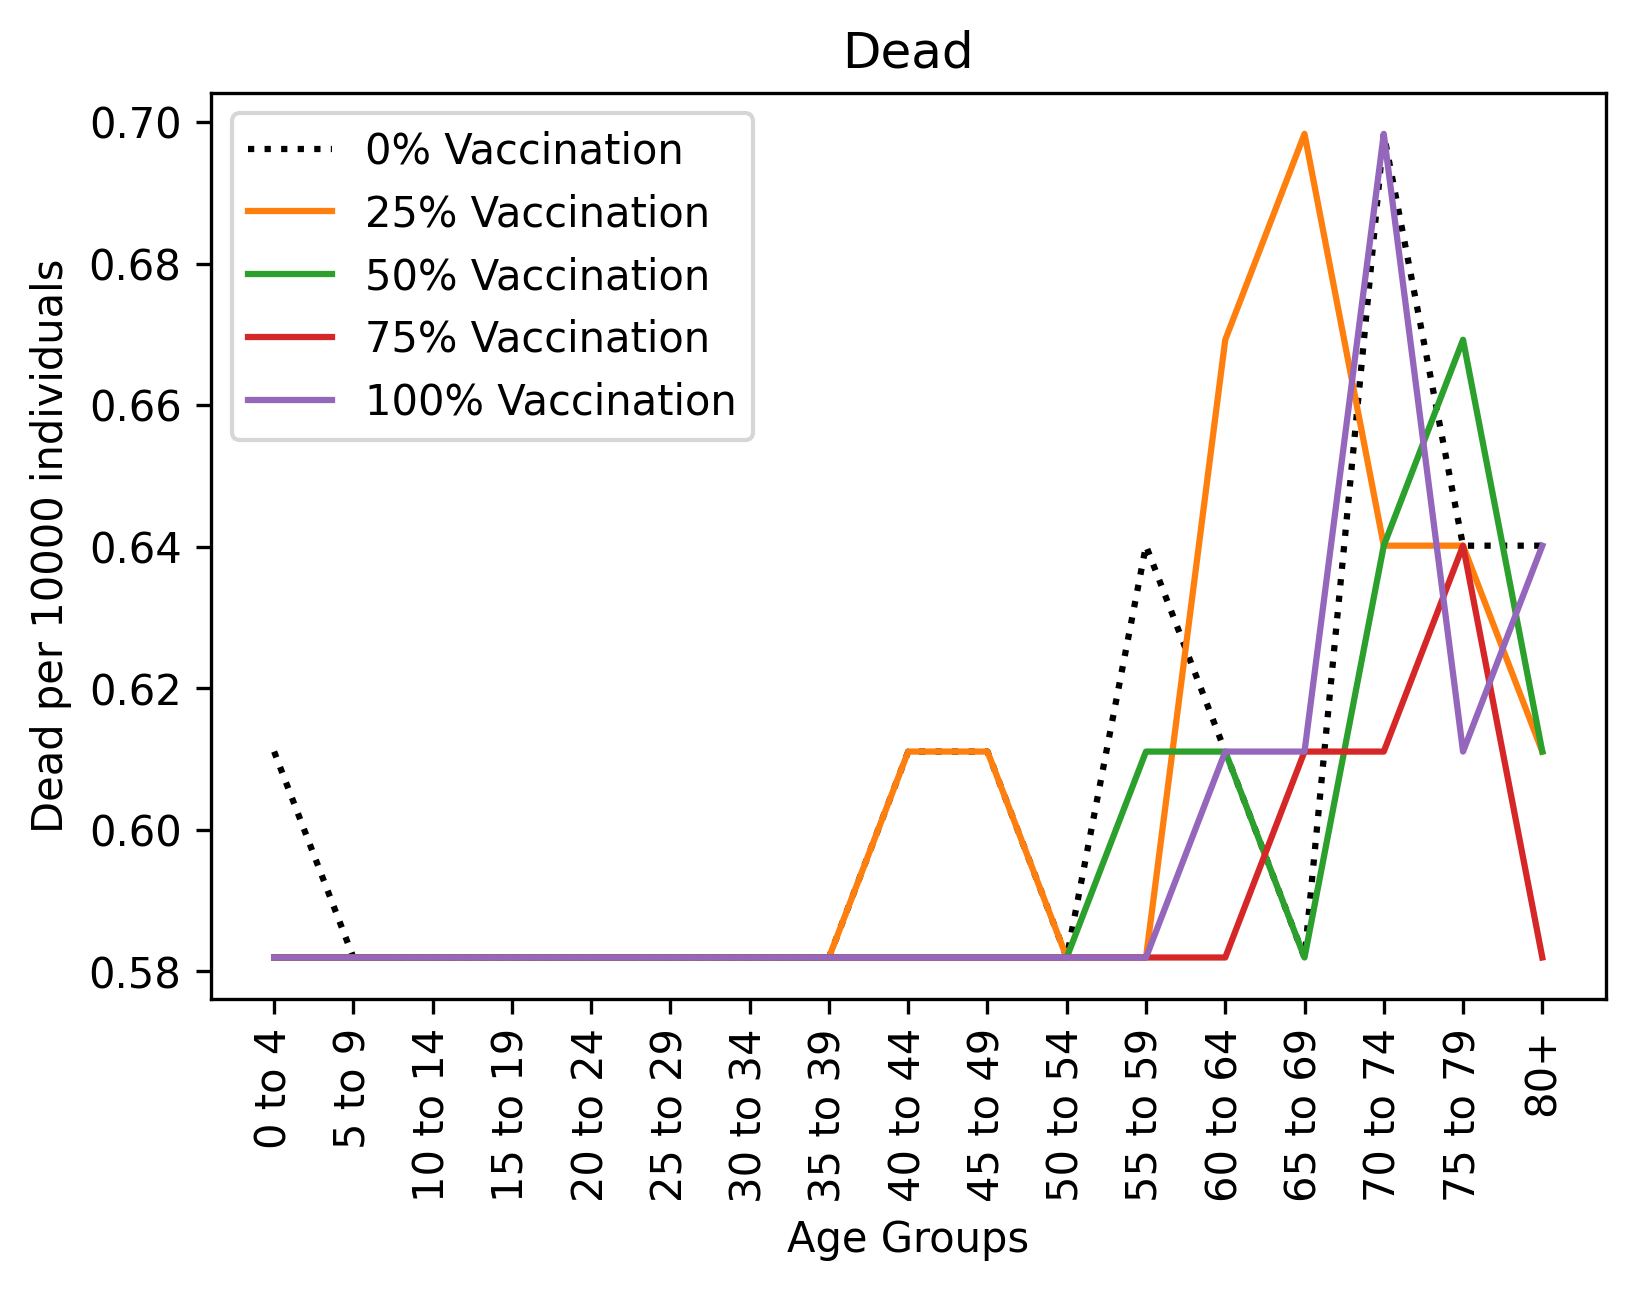 Dead
0.70
0.68
0.66
0.64
0.62
0.60
0.58
Dead per 10000 individuals
0% Vaccination
25% Vaccination
50% Vaccination
75% Vaccination
100% Vaccination
0 to 4
5 to 9
10 to 14
15 to 19
20 to 24
25 to 29
30 to 34
35 to 39
40 to 44
45 to 49
50 to 54
55 to 59
60 to 64
65 to 69
70 to 74
75 to 79
80+
Age Groups